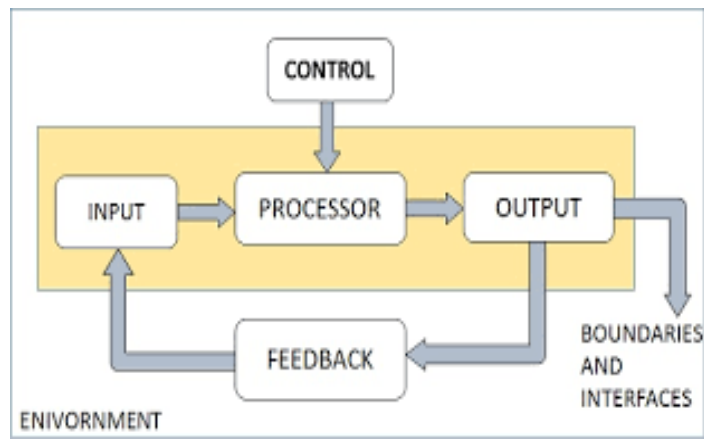 CONTROL
INPUT
PROCESSOR
OUTPUT
FEEDBACK
BOUNDARIES
AND
INTERFACES
ENIVORNMENT